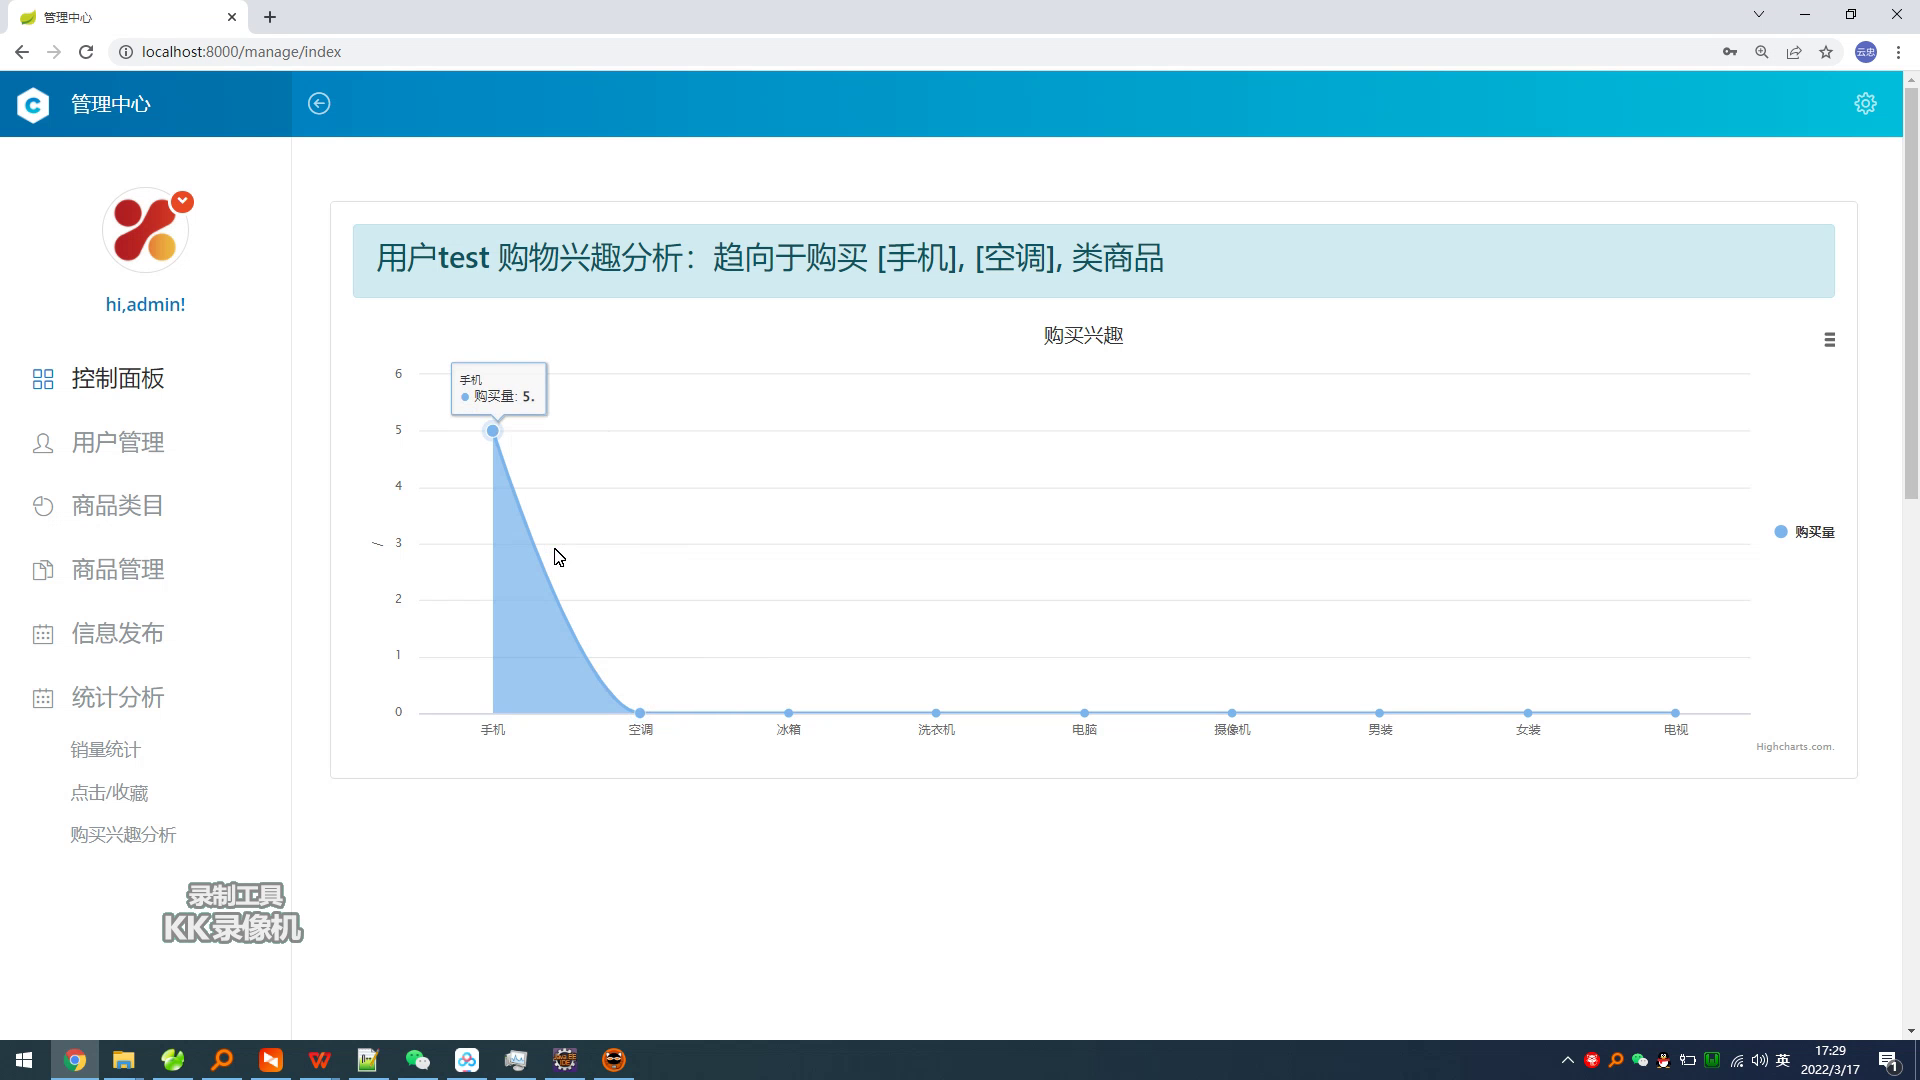 管理中心
localhost:8000/manage/index
云忠
管理中心
hi,admin!
控制面板
用户管理
商品类目
商品管理
信息发布
统计分析
销量统计
点击/收藏
购买兴趣分析
用户test 购物兴趣分析：趋向于购买 [手机], [空调], 类商品
购买兴趣
手机
购买量: 5.
6
5
4
3
2
1
0
/
手机
空调
冰箱
洗衣机
电脑
摄像机
男装
女装
电视
购买量
Highcharts.com.
录制工具
KK录像机
英
17:29
2022/3/17
1